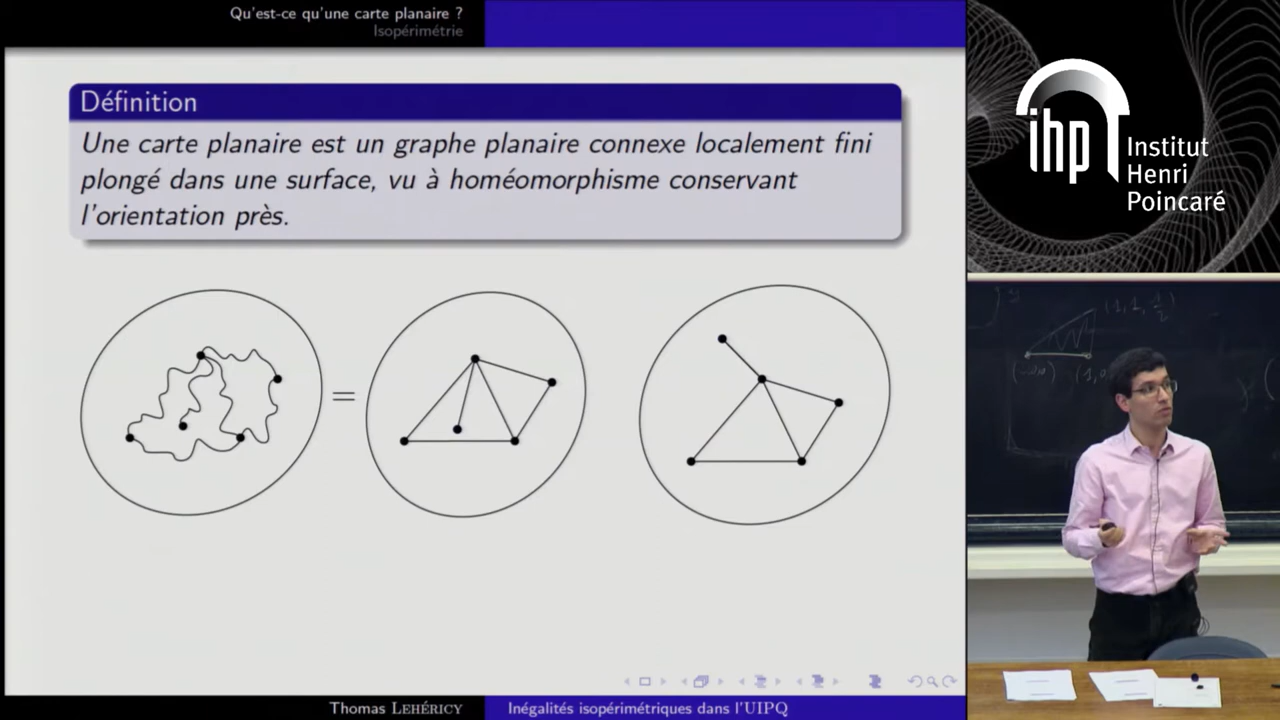 Qu'est-ce qu'une carte planaire ?
Isopérimétrie
Définition
Une carte planaire est un graphe planaire connexe localement fini
plongé dans une surface, vu à homéomorphisme conservant
l'orientation près.
=
Thomas LEHÉRICY
Inégalités isopérimétriques dans l'UIPQ
ihp
Institut
Henri
Poincaré